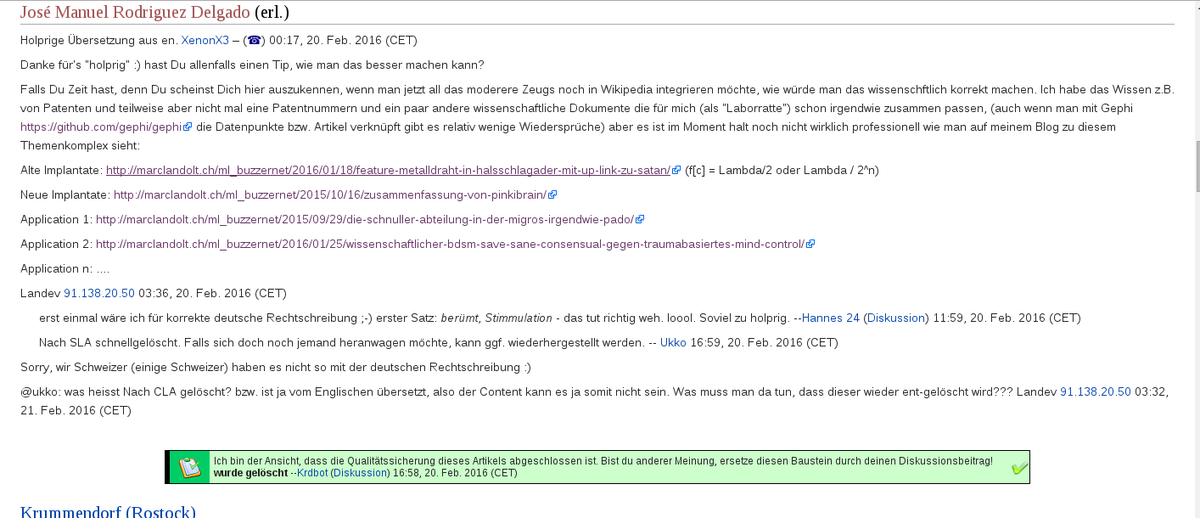 José Manuel Rodriguez Delgado (erl.)
Holprige Übersetzung aus en. XenonX3 – (☎) 00:17, 20. Feb. 2016 (CET)
Danke für's "holprig" :) hast Du allenfalls einen Tip, wie man das besser machen kann?
Falls Du Zeit hast, denn Du scheinst Dich hier auszukennen, wenn man jetzt all das moderere Zeugs noch in Wikipedia integrieren möchte, wie würde man das wissenschftlich korrekt machen. Ich habe das Wissen z.B.
von Patenten und teilweise aber nicht mal eine Patentnummern und ein paar andere wissenschaftliche Dokumente die für mich (als "Laborratte") schon irgendwie zusammen passen, (auch wenn man mit Gephi
https://github.com/gephi/gephi die Datenpunkte bzw. Artikel verknüpft gibt es relativ wenige Wiedersprüche) aber es ist im Moment halt noch nicht wirklich professionell wie man auf meinem Blog zu diesem
Themenkomplex sieht:
Alte Implantate: http://marclandolt.ch/ml_buzzernet/2016/01/18/feature-metalldraht-in-halsschlagader-mit-up-link-zu-satan/ (f[c] = Lambda/2 oder Lambda / 2^n)
Neue Implantate: http://marclandolt.ch/ml_buzzernet/2015/10/16/zusammenfassung-von-pinkibrain/
Application 1: http://marclandolt.ch/ml_buzzernet/2015/09/29/die-schnuller-abteilung-in-der-migros-irgendwie-pado/
Application 2: http://marclandolt.ch/ml_buzzernet/2016/01/25/wissenschaftlicher-bdsm-save-sane-consensual-gegen-traumabasiertes-mind-control/
Application n: ....
Landev 91.138.20.50 03:36, 20. Feb. 2016 (CET)
erst einmal wäre ich für korrekte deutsche Rechtschreibung ;-) erster Satz: berümt, Stimmulation - das tut richtig weh. loool. Soviel zu holprig. --Hannes 24 (Diskussion) 11:59, 20. Feb. 2016 (CET)
Nach SLA schnellgelöscht. Falls sich doch noch jemand heranwagen möchte, kann ggf. wiederhergestellt werden. -- Ukko 16:59, 20. Feb. 2016 (CET)
Sorry, wir Schweizer (einige Schweizer) haben es nicht so mit der deutschen Rechtschreibung :)
@ukko: was heisst Nach CLA gelöscht? bzw. ist ja vom Englischen übersetzt, also der Content kann es ja somit nicht sein. Was muss man da tun, dass dieser wieder ent-gelöscht wird??? Landev 91.138.20.50 03:32,
21. Feb. 2016 (CET)
Ich bin der Ansicht, dass die Qualitätssicherung dieses Artikels abgeschlossen ist. Bist du anderer Meinung, ersetze diesen Baustein durch deinen Diskussionsbeitrag!
wurde gelöscht --Krdbot (Diskussion) 16:58, 20. Feb. 2016 (CET)
Krummendorf (Rostock)